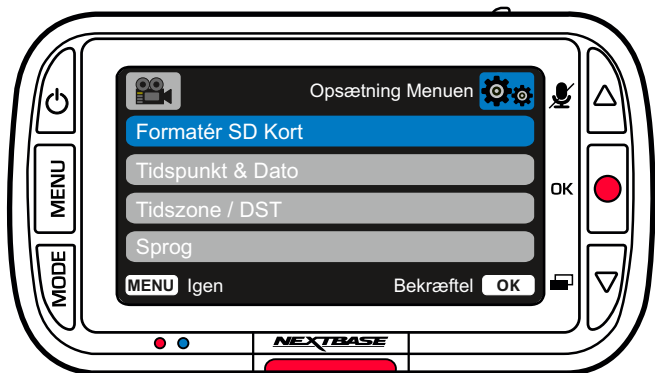 Opsætning Menuen
Formatér SD Kort
Tidspunkt & Dato
Tidszone / DST
Sprog
MENU Igen Bekræftel OK
MENU
MODE
OK
NEXTBASE